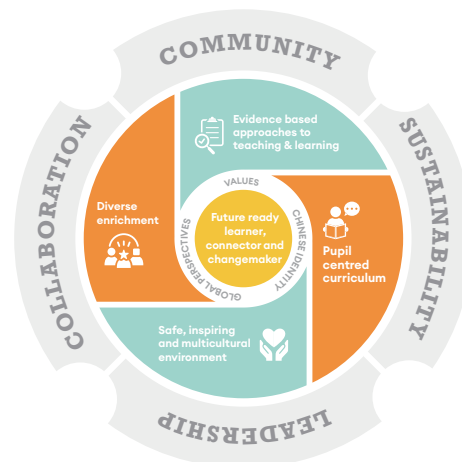 COMMUNITY
SUSTAINABILITY
LEADERSHIP
COLLABORATION
Evidence based
approaches to
teaching & learning
Diverse
enrichment
Pupil
centred
curriculum
Safe, inspiring
and multicultural
environment
VALUES
CHINESE IDENTITY
GLOBAL PERSPECTIVES
Future ready
learner,
connector and
changemaker